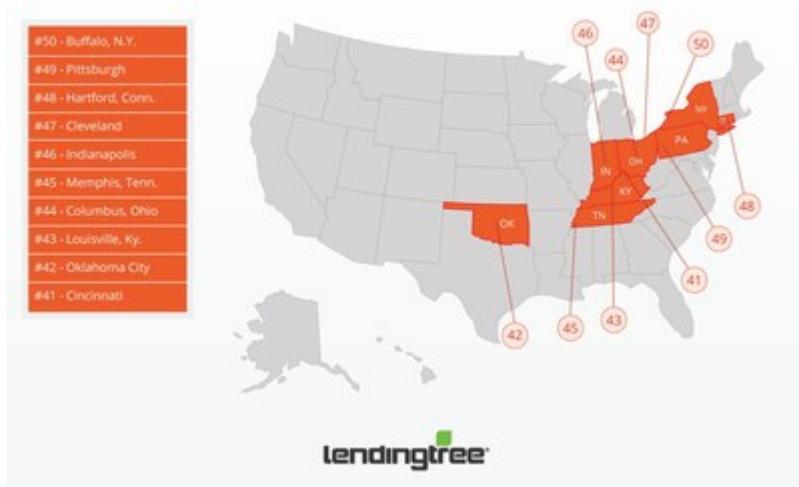 #50 - Buffalo, N.Y.
#49 - Pittsburgh
#48 - Hartford, Conn.
#47 - Cleveland
#46 - Indianapolis
#45 - Memphis, Tenn.
#44 - Columbus, Ohio
#43 - Louisville, Ky.
#42 - Oklahoma City
#41 - Cincinnati
47
46
50
44
NY
CT
PA
OH
IN
KY
48
TN
OK
49
41
43
45
42
lendingtree